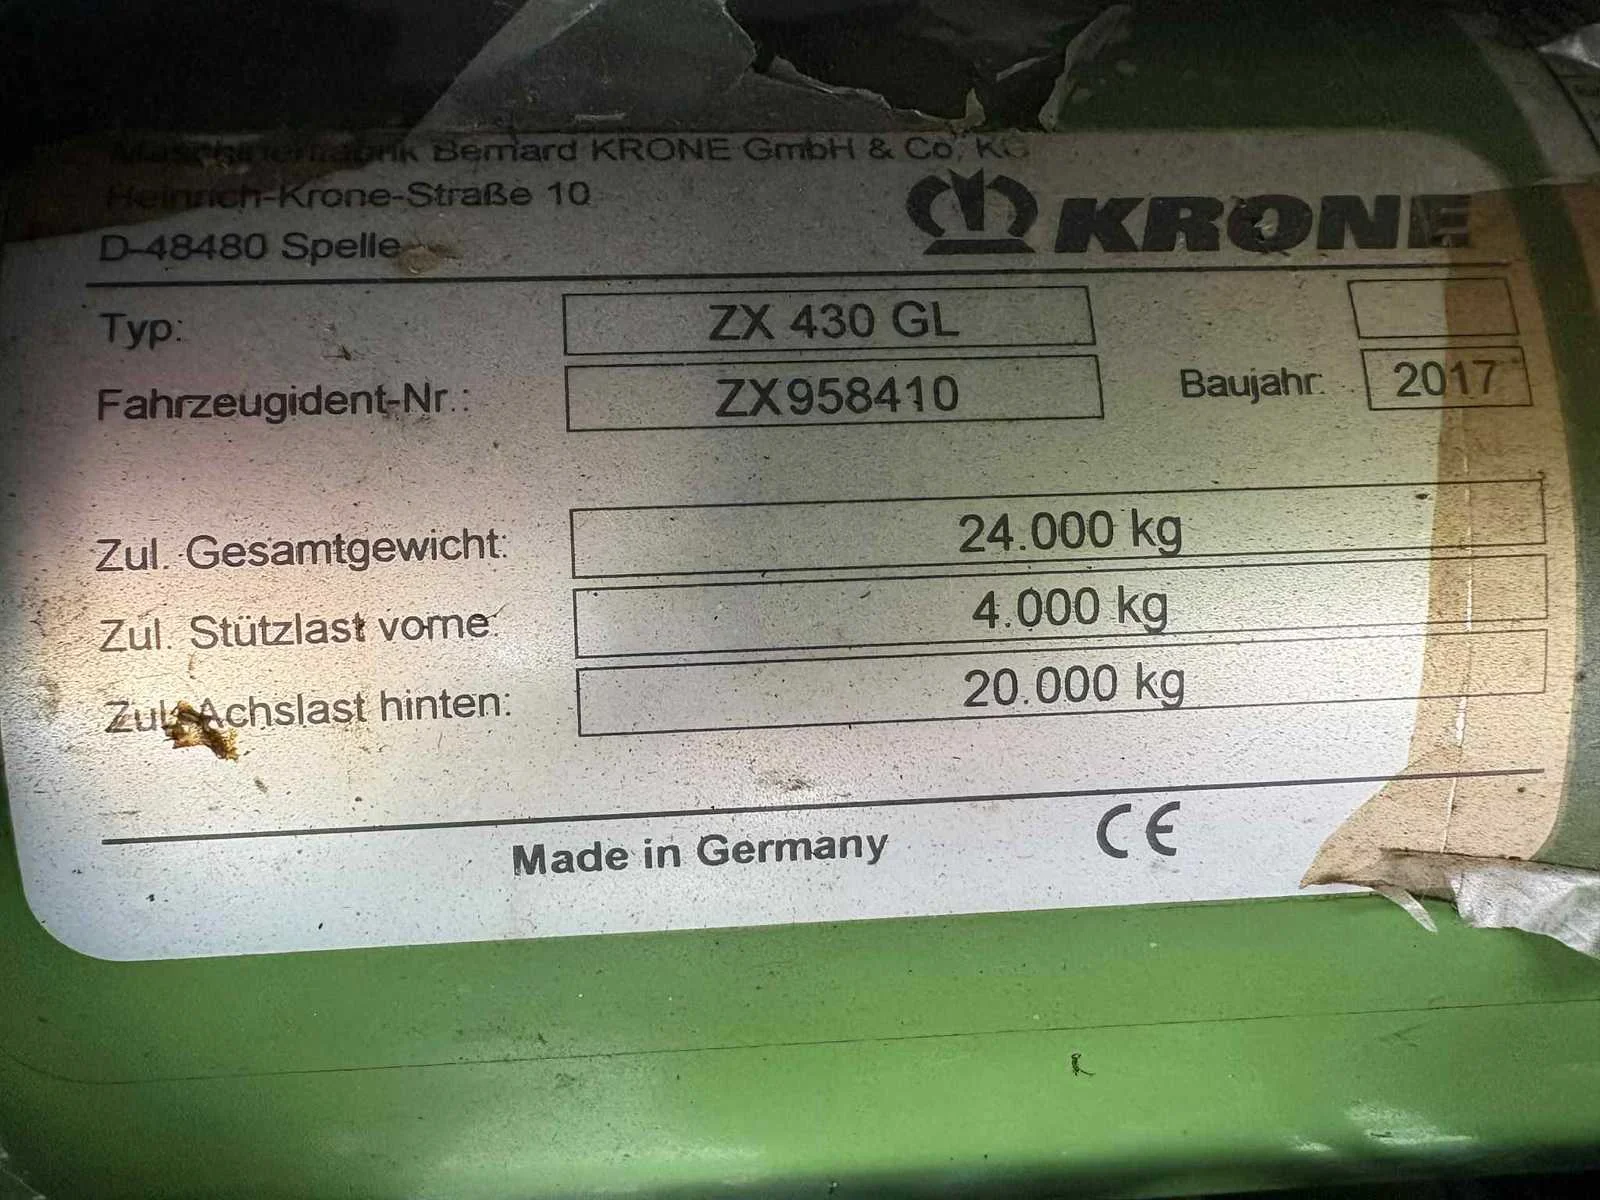 Maschinenfabrik Bernard KRONE GmbH & Co. KG
Heinrich-Krone-Straße 10
D-48480 Spelle
KRONE
Typ: ZX 430 GL
Fahrzeugident-Nr.: ZX958410 Baujahr: 2017
Zul. Gesamtgewicht: 24.000 kg
Zul. Stützlast vorne: 4.000 kg
Zul. Achslast hinten: 20.000 kg
Made in Germany CE